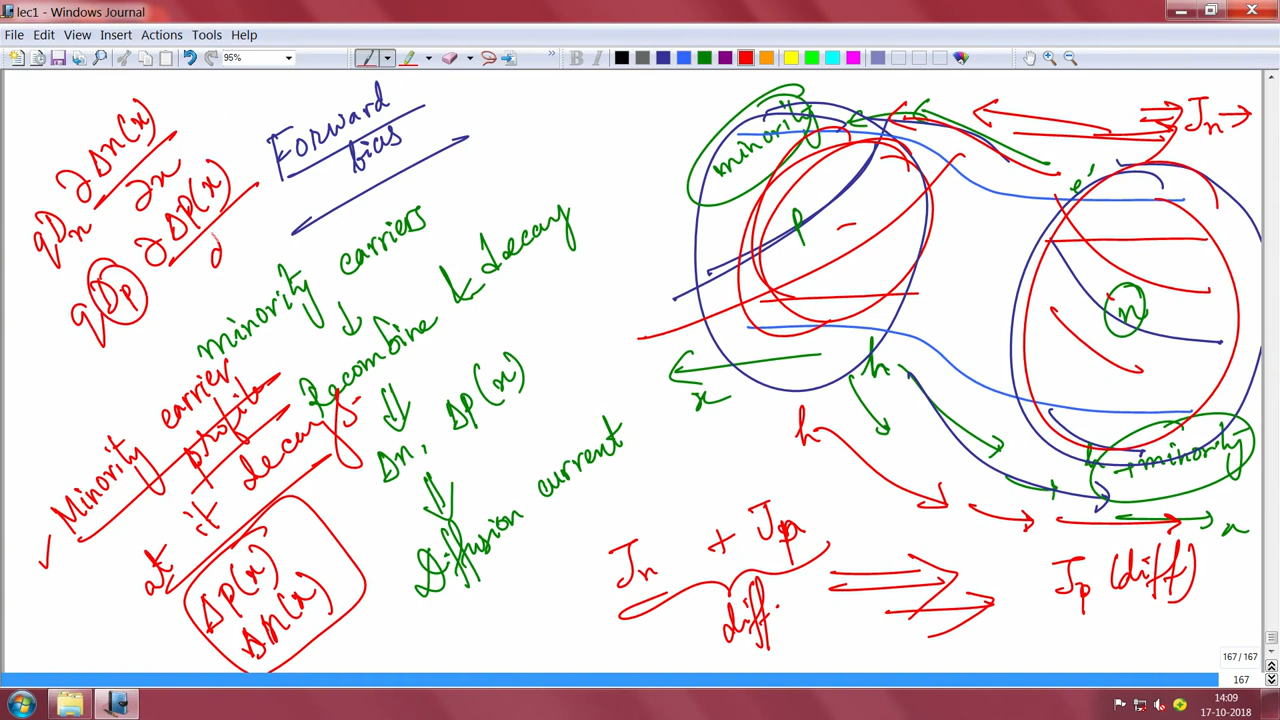 lec1 - Windows Journal
File Edit View Insert Actions Tools Help
95%
B I
Forward
bias
∂Δn(x)
qDn ∂x
∂ΔP(x)
qDp ∂
minority carriers
↓
Recombine ← decay
⇓
Δn, ΔP(x)
⇓
Diffusion current
✓ Minority carrier
profile
at it decays
ΔP(x)
Δn(x)
minority
Jn →
e⁻
p
n
x
h
h
minority
x
Jn + Jp
diff.
Jp (diff)
167 / 167
167
14:09
17-10-2018